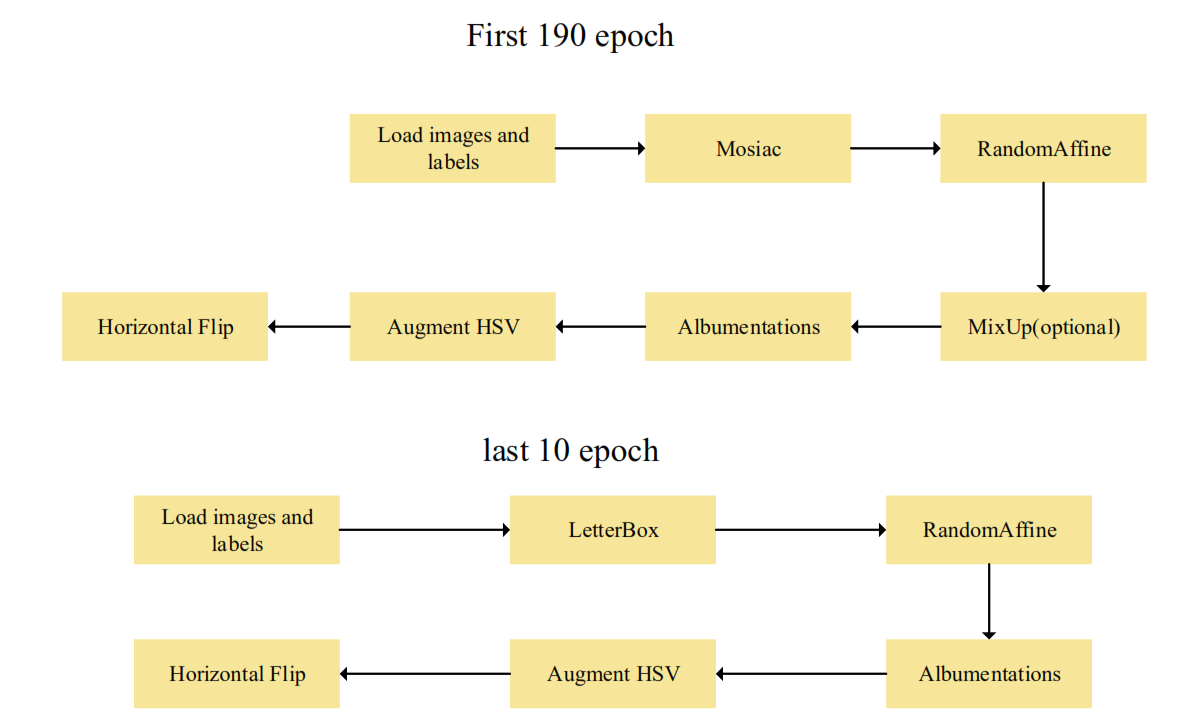 First 190 epoch
Load images and
labels
Mosiac
RandomAffine
Horizontal Flip
Augment HSV
Albumentations
MixUp(optional)
last 10 epoch
Load images and
labels
LetterBox
RandomAffine
Horizontal Flip
Augment HSV
Albumentations